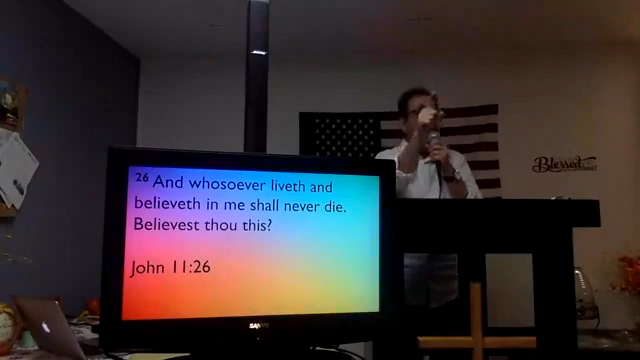 26 And whosoever liveth and
believeth in me shall never die.
Believest thou this?
John 11:26
SANYO
Blessed